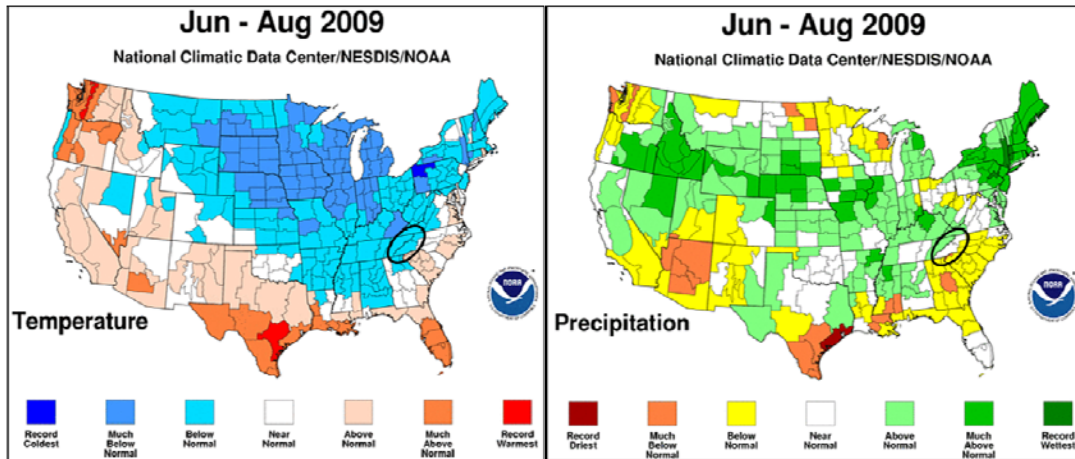 Jun - Aug 2009
National Climatic Data Center/NESDIS/NOAA
Temperature
NOAA
Record Coldest
Much Below Normal
Below Normal
Near Normal
Above Normal
Much Above Normal
Record Warmest
Jun - Aug 2009
National Climatic Data Center/NESDIS/NOAA
Precipitation
NOAA
Record Driest
Much Below Normal
Below Normal
Near Normal
Above Normal
Much Above Normal
Record Wettest